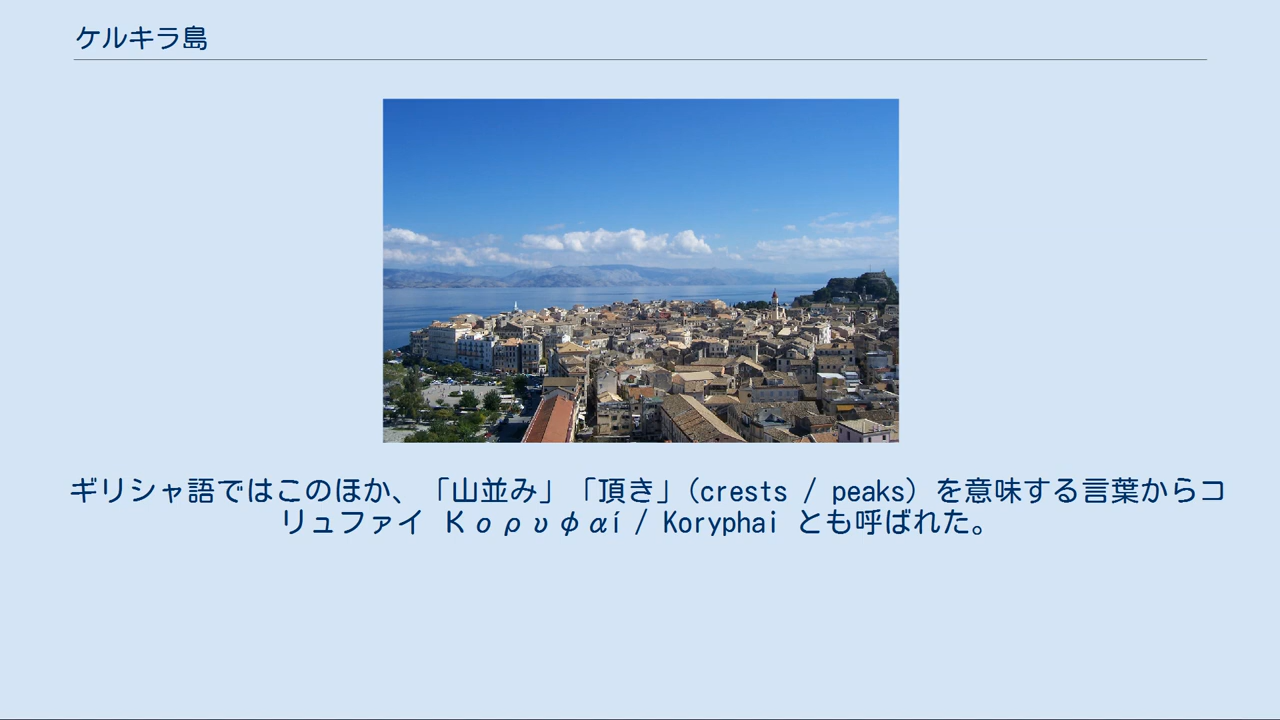 ケルキラ島
ギリシャ語ではこのほか、「山並み」「頂き」(crests / peaks) を意味する言葉からコ
リュファイ Κορυφαí / Koryphai とも呼ばれた。